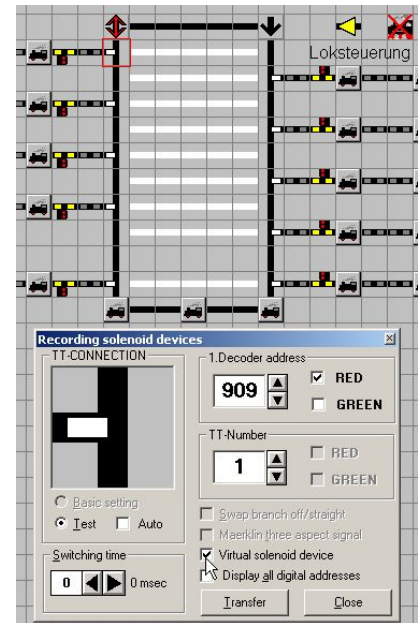 Loksteuerung
Recording solenoid devices
TT-CONNECTION
1.Decoder address
909
RED
GREEN
TT-Number
1
RED
GREEN
Basic setting
Test
Auto
Swap branch off/straight
Maerklin three aspect signal
Switching time
0
0 msec
Virtual solenoid device
Display all digital addresses
Transfer
Close